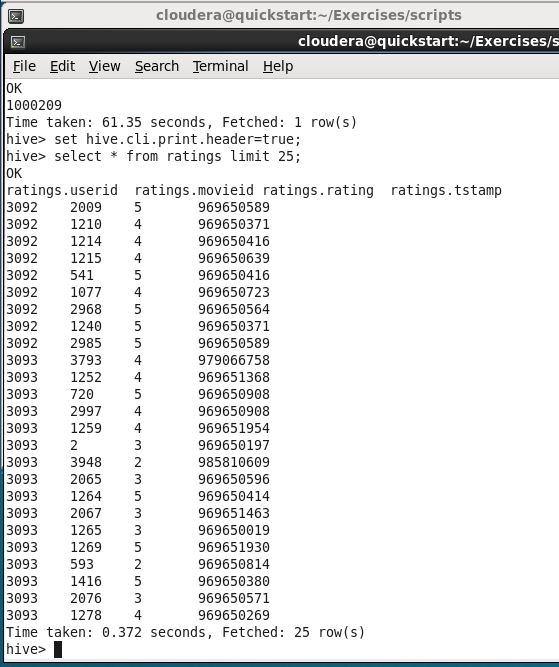 cloudera@quickstart:~/Exercises/scripts
cloudera@quickstart:~/Exercises/s
File Edit View Search Terminal Help
OK
1000209
Time taken: 61.35 seconds, Fetched: 1 row(s)
hive> set hive.cli.print.header=true;
hive> select * from ratings limit 25;
OK
ratings.userid ratings.movieid ratings.rating ratings.tstamp
3092 2009 5 969650589
3092 1210 4 969650371
3092 1214 4 969650416
3092 1215 4 969650639
3092 541 5 969650416
3092 1077 4 969650723
3092 2968 5 969650564
3092 1240 5 969650371
3092 2985 5 969650589
3093 3793 4 979066758
3093 1252 4 969651368
3093 720 5 969650908
3093 2997 4 969650908
3093 1259 4 969651954
3093 2 3 969650197
3093 3948 2 985810609
3093 2065 3 969650596
3093 1264 5 969650414
3093 2067 3 969651463
3093 1265 3 969650019
3093 1269 5 969651930
3093 593 2 969650814
3093 1416 5 969650380
3093 2076 3 969650571
3093 1278 4 969650269
Time taken: 0.372 seconds, Fetched: 25 row(s)
hive>